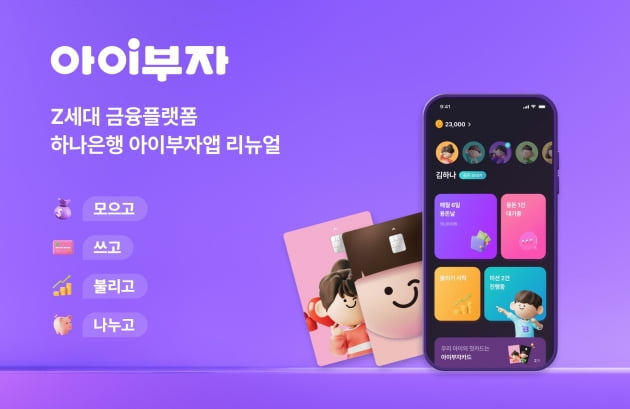 아이부자
Z세대 금융플랫폼
하나은행 아이부자앱 리뉴얼
모으고
쓰고
불리고
나누고
9:41
23,000
김하나
매월 6일
용돈날
용돈 1건
대기중
불리기 시작
미션 2건
진행중
우리 아이의 첫카드는
아이부자카드